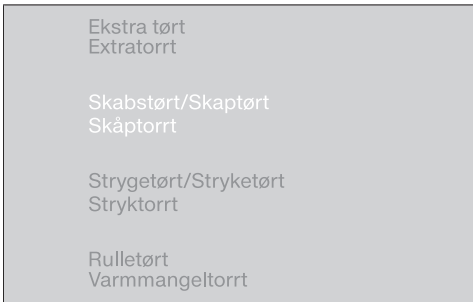 Ekstra tørt
Extratorrt
Skabstørt/Skaptørt
Skåptorrt
Strygetørt/Stryketørt
Stryktorrt
Rulletørt
Varmmangeltorrt